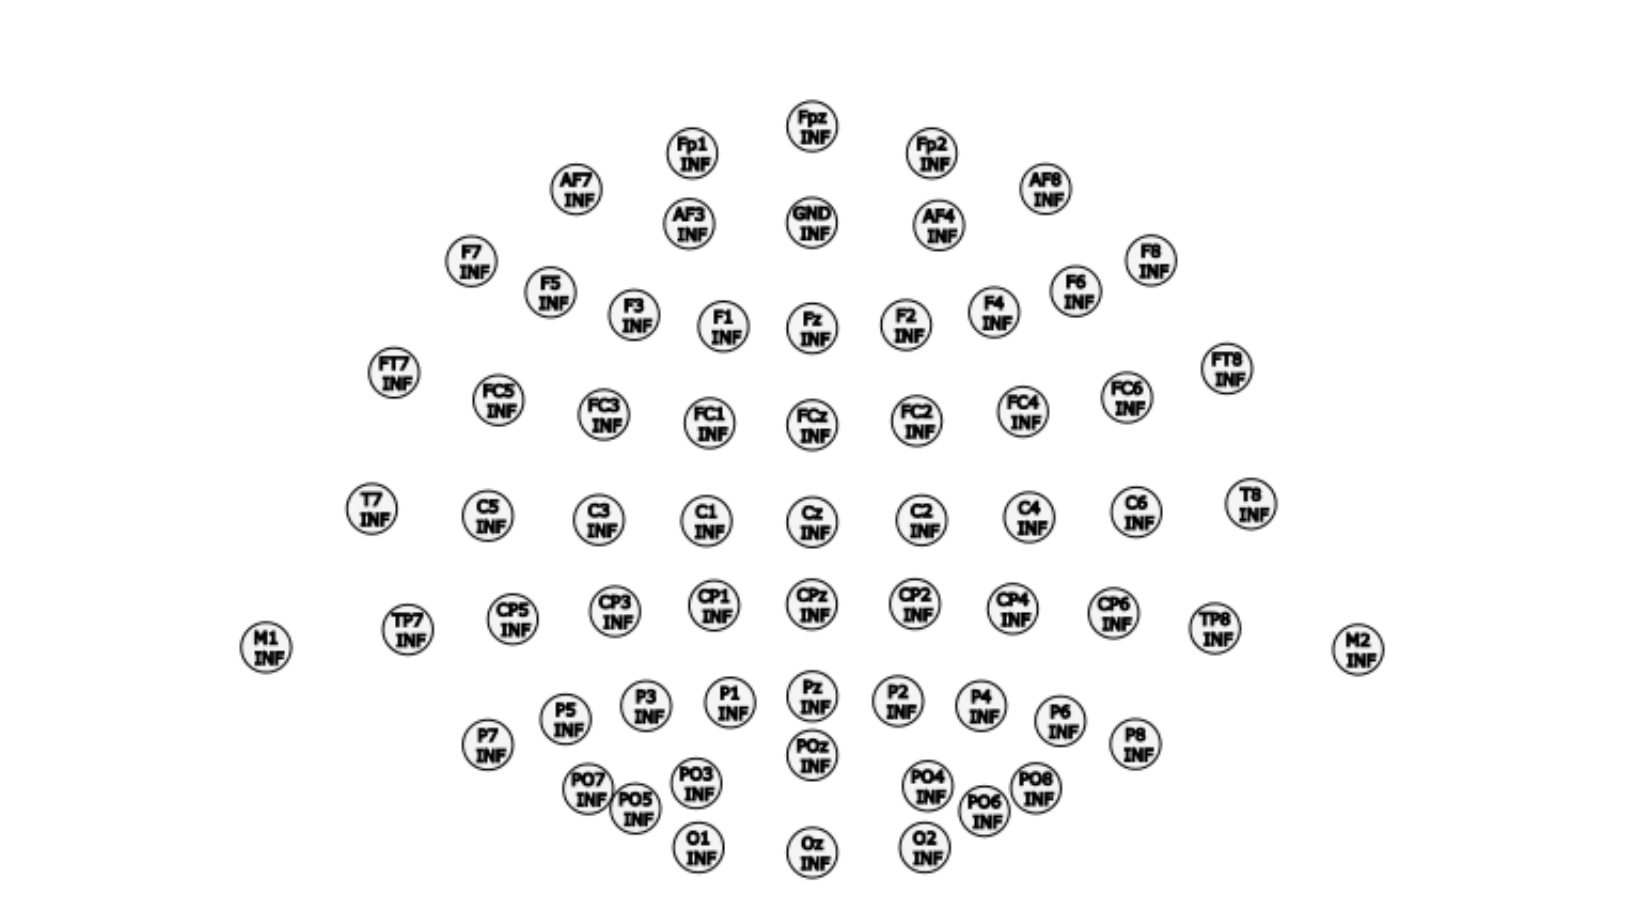 Fpz
INF
Fp1
INF
Fp2
INF
AF7
INF
AF8
INF
AF3
INF
GND
INF
AF4
INF
F7
INF
F8
INF
F5
INF
F6
INF
F3
INF
F4
INF
F1
INF
Fz
INF
F2
INF
FT7
INF
FT8
INF
FC5
INF
FC6
INF
FC3
INF
FC4
INF
FC1
INF
FCz
INF
FC2
INF
T7
INF
C5
INF
C3
INF
C1
INF
Cz
INF
C2
INF
C4
INF
C6
INF
T8
INF
M1
INF
TP7
INF
CP5
INF
CP3
INF
CP1
INF
CPz
INF
CP2
INF
CP4
INF
CP6
INF
TP8
INF
M2
INF
P7
INF
P5
INF
P3
INF
P1
INF
Pz
INF
P2
INF
P4
INF
P6
INF
P8
INF
POz
INF
PO7
INF
PO5
INF
PO3
INF
PO4
INF
PO6
INF
PO8
INF
O1
INF
Oz
INF
O2
INF